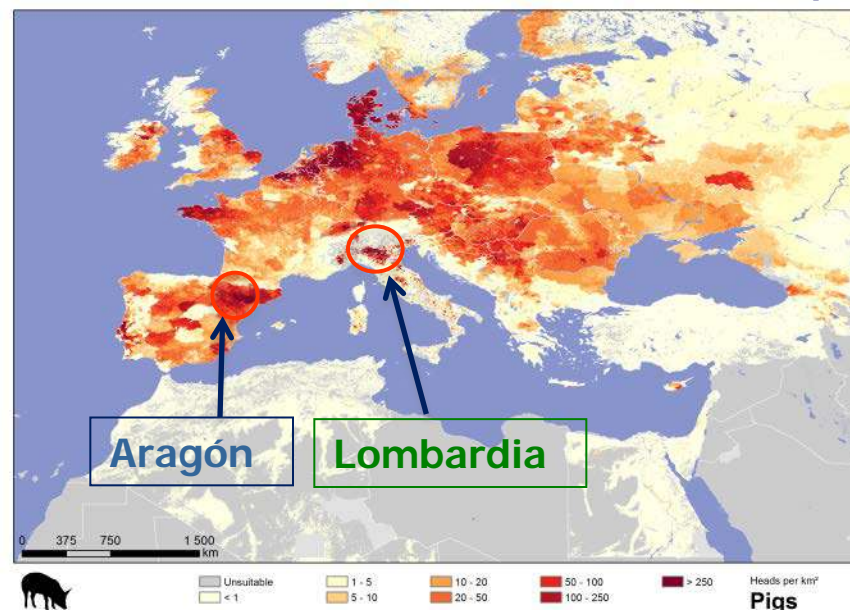 Aragón
Lombardia
0 375 750 1 500
km
Unsuitable 1 - 5 10 - 20 50 - 100 > 250 Heads per km²
< 1 5 - 10 20 - 50 100 - 250 Pigs